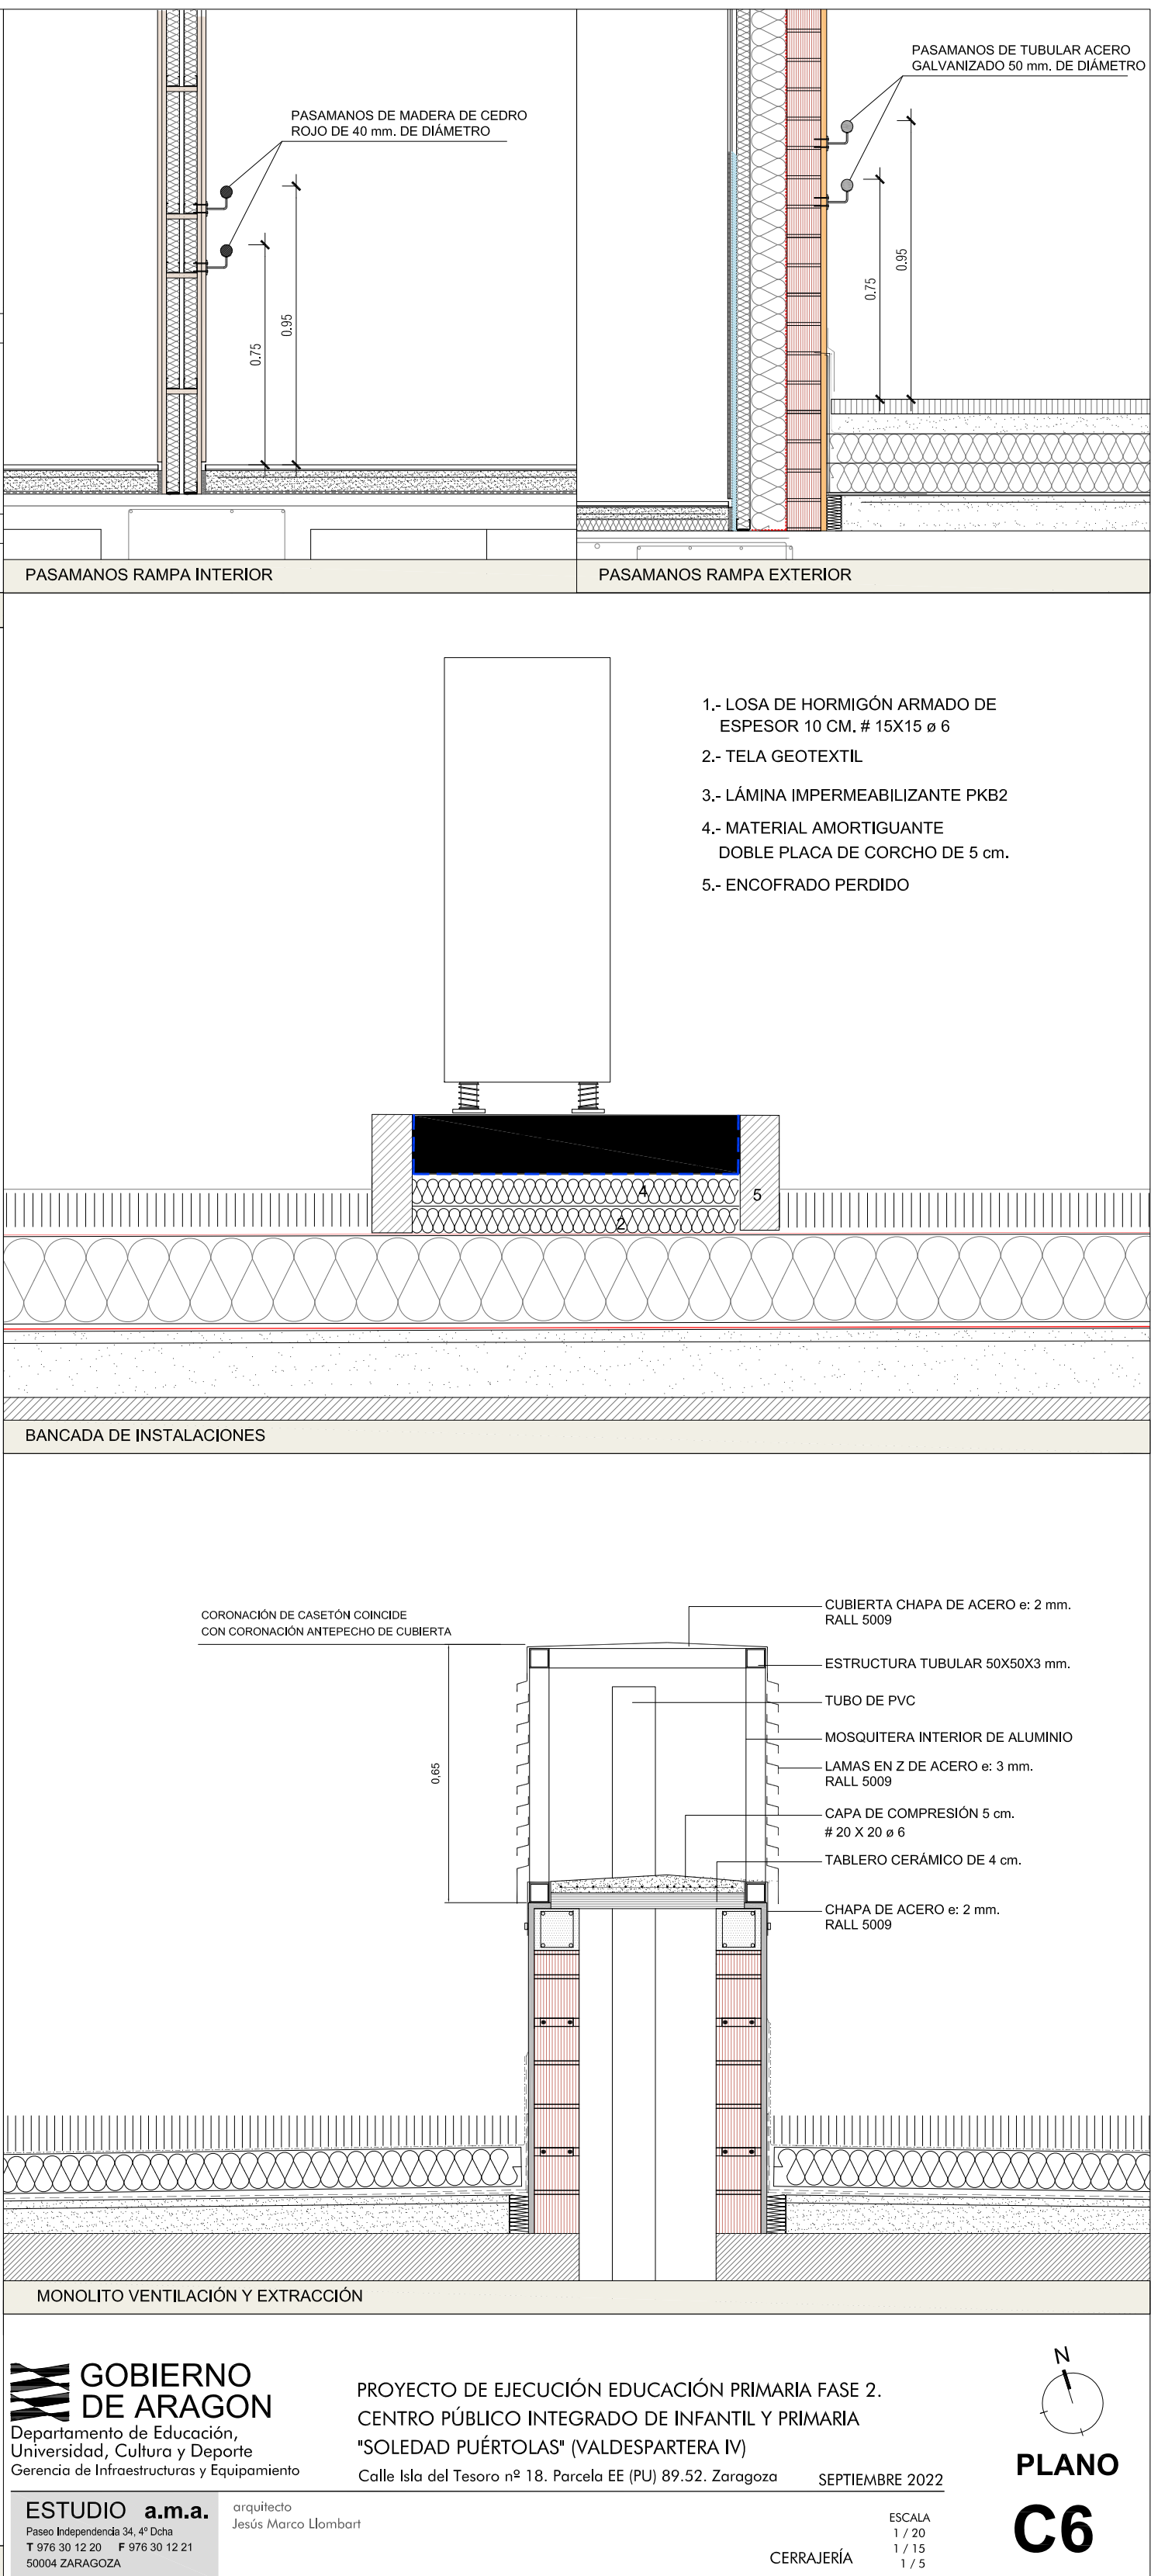 PASAMANOS DE MADERA DE CEDRO
ROJO DE 40 mm. DE DIÁMETRO
0.75
0.95
PASAMANOS RAMPA INTERIOR
PASAMANOS DE TUBULAR ACERO
GALVANIZADO 50 mm. DE DIÁMETRO
0.75
0.95
PASAMANOS RAMPA EXTERIOR
1.- LOSA DE HORMIGÓN ARMADO DE
ESPESOR 10 CM, # 15X15 ø 6
2.- TELA GEOTEXTIL
3.- LÁMINA IMPERMEABILIZANTE PKB2
4.- MATERIAL AMORTIGUANTE
DOBLE PLACA DE CORCHO DE 5 cm.
5.- ENCOFRADO PERDIDO
4
5
2
BANCADA DE INSTALACIONES
CORONACIÓN DE CASETÓN COINCIDE
CON CORONACIÓN ANTEPECHO DE CUBIERTA
0,65
CUBIERTA CHAPA DE ACERO e: 2 mm.
RALL 5009
ESTRUCTURA TUBULAR 50X50X3 mm.
TUBO DE PVC
MOSQUITERA INTERIOR DE ALUMINIO
LAMAS EN Z DE ACERO e: 3 mm.
RALL 5009
CAPA DE COMPRESIÓN 5 cm.
# 20 X 20 ø 6
TABLERO CERÁMICO DE 4 cm.
CHAPA DE ACERO e: 2 mm.
RALL 5009
MONOLITO VENTILACIÓN Y EXTRACCIÓN
GOBIERNO
DE ARAGON
Departamento de Educación,
Universidad, Cultura y Deporte
Gerencia de Infraestructuras y Equipamiento
PROYECTO DE EJECUCIÓN EDUCACIÓN PRIMARIA FASE 2.
CENTRO PÚBLICO INTEGRADO DE INFANTIL Y PRIMARIA
"SOLEDAD PUÉRTOLAS" (VALDESPARTERA IV)
Calle Isla del Tesoro nº 18. Parcela EE (PU) 89.52. Zaragoza
SEPTIEMBRE 2022
N
PLANO
C6
ESTUDIO a.m.a.
Paseo Independencia 34, 4º Dcha
T 976 30 12 20 F 976 30 12 21
50004 ZARAGOZA
arquitecto
Jesús Marco Llombart
CERRAJERÍA
ESCALA
1 / 20
1 / 15
1 / 5